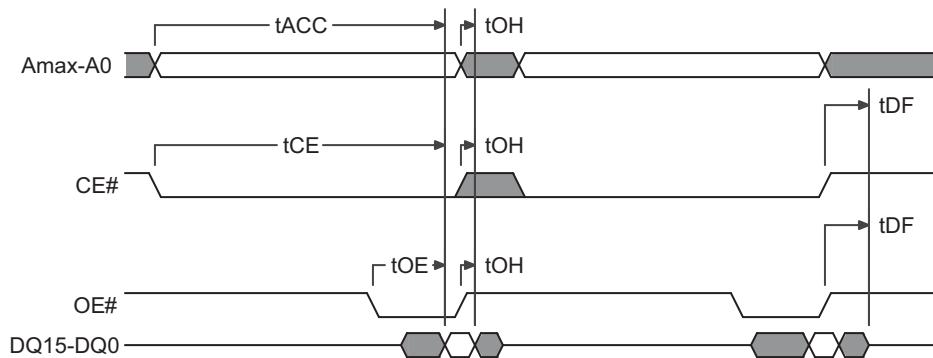 tACC
tOH
Amax-A0
tDF
tCE
tOH
CE#
tDF
tOE
tOH
OE#
DQ15-DQ0